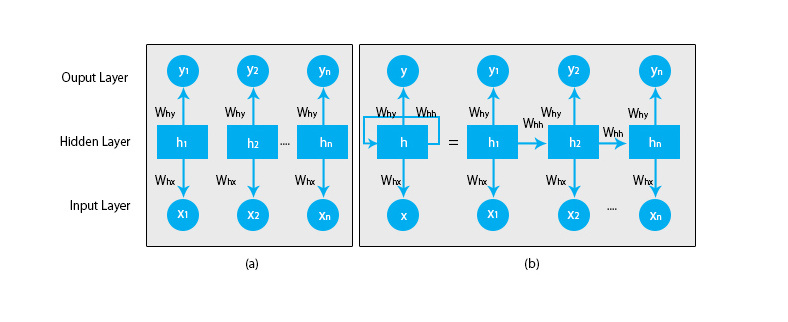 Ouput Layer
y1 y2 yn y y1 y2 yn
Why Why Why Why Whh Why Why Why
Whh Whh
Hidden Layer
h1 h2 .... hn h = h1 h2 hn
Whx Whx Whx Whx Whx Whx Whx
Input Layer
x1 x2 xn x x1 x2 .... xn
(a) (b)